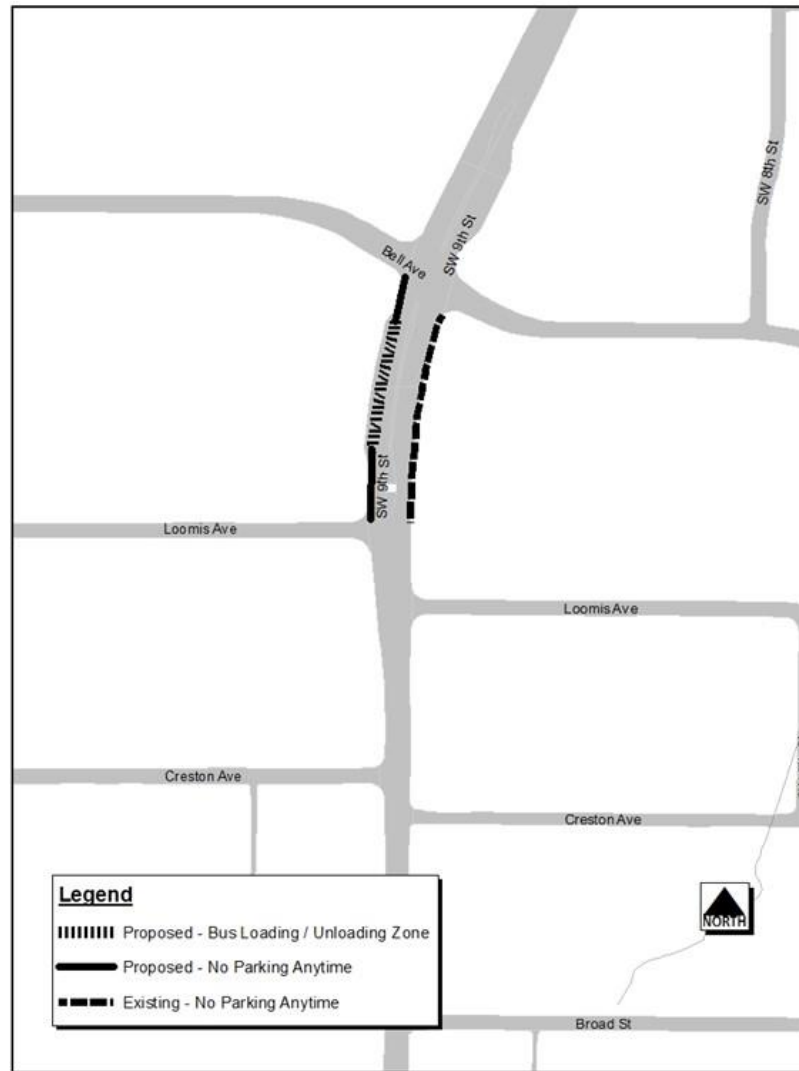 SW 8th St
SW 9th St
Bell Ave
SW 9th St
Loomis Ave
Loomis Ave
Creston Ave
Creston Ave
Legend
Proposed - Bus Loading / Unloading Zone
Proposed - No Parking Anytime
Existing - No Parking Anytime
NORTH
Broad St